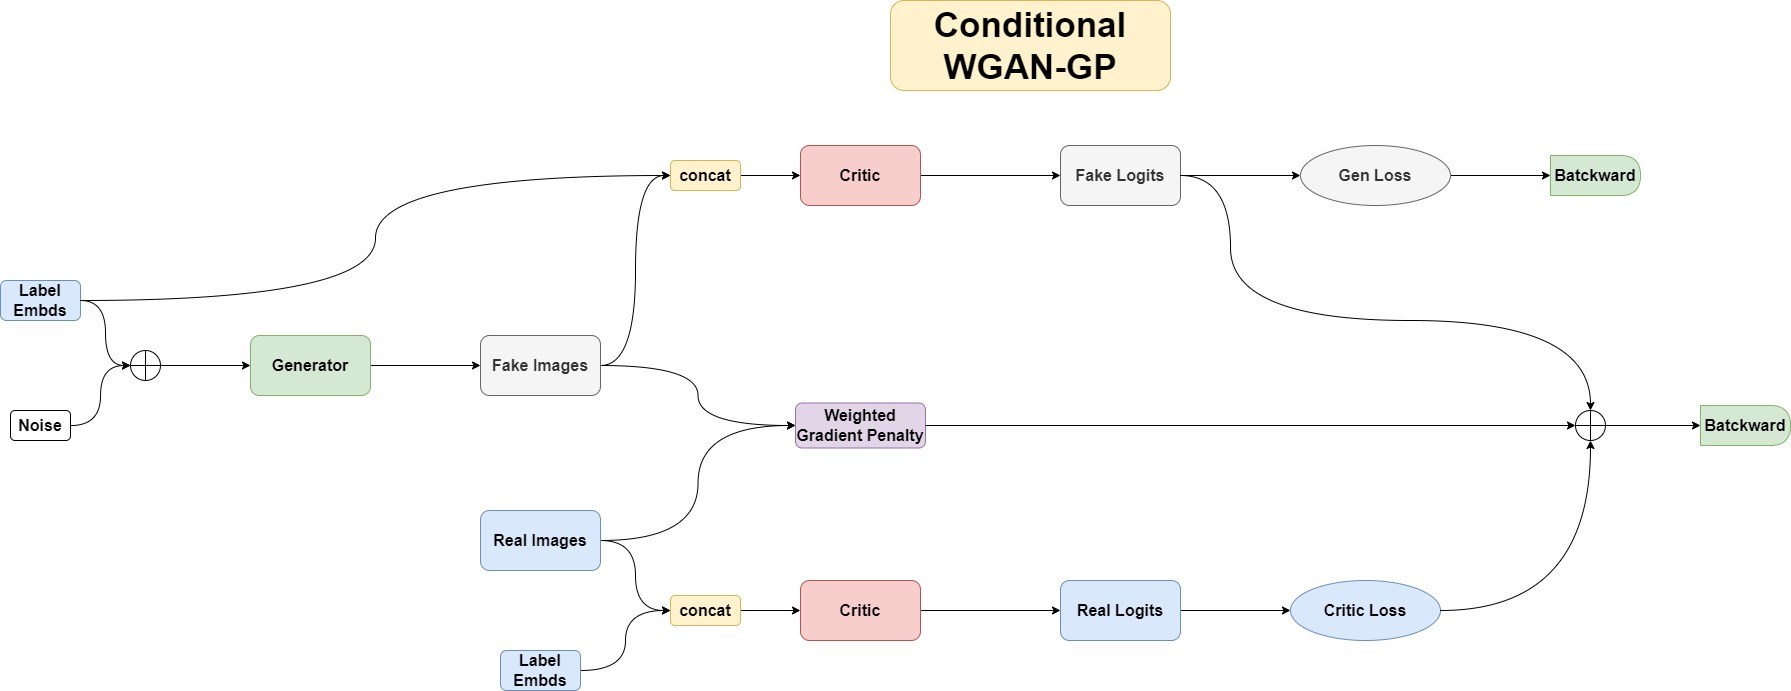 Conditional
WGAN-GP
concat
Critic
Fake Logits
Gen Loss
Batckward
Label
Embds
Noise
Generator
Fake Images
Weighted
Gradient Penalty
Batckward
Real Images
concat
Critic
Real Logits
Critic Loss
Label
Embds